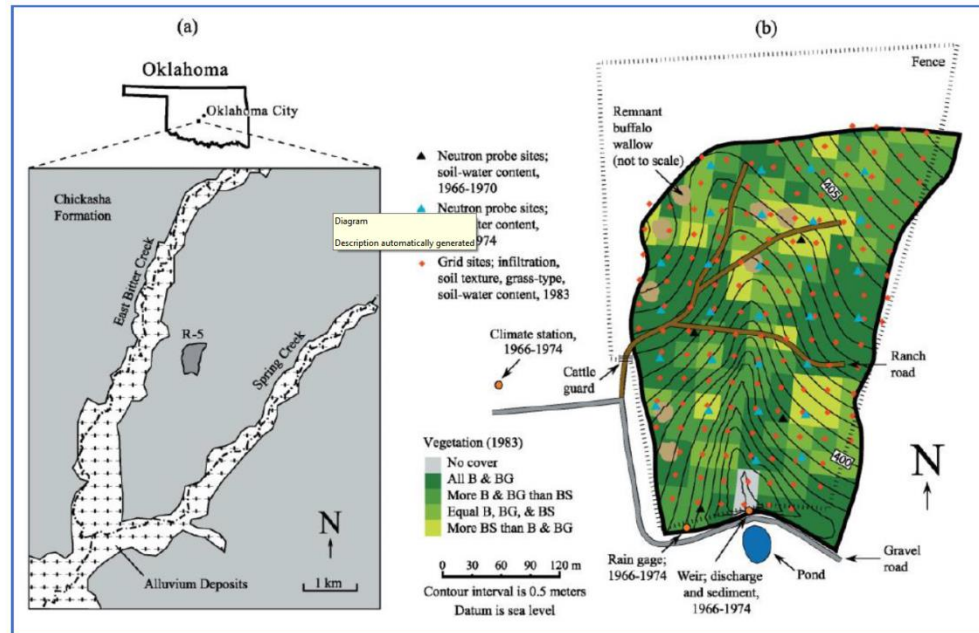 (a)
Oklahoma
Oklahoma City
Chickasha
Formation
East Bitter Creek
R-5
Spring Creek
N
Alluvium Deposits
1 km
Neutron probe sites;
soil-water content,
1966-1970
Neutron probe sites;
ater content,
974
Grid sites; infiltration,
soil texture, grass-type,
soil-water content, 1983
Diagram
Description automatically generated
Climate station,
1966-1974
Vegetation (1983)
No cover
All B & BG
More B & BG than BS
Equal B, BG, & BS
More BS than B & BG
0 30 60 90 120 m
Contour interval is 0.5 meters
Datum is sea level
(b)
Fence
Remnant
buffalo
wallow
(not to scale)
405
Cattle
guard
Ranch
road
400
N
Rain gage;
1966-1974
Weir; discharge
and sediment,
1966-1974
Pond
Gravel
road